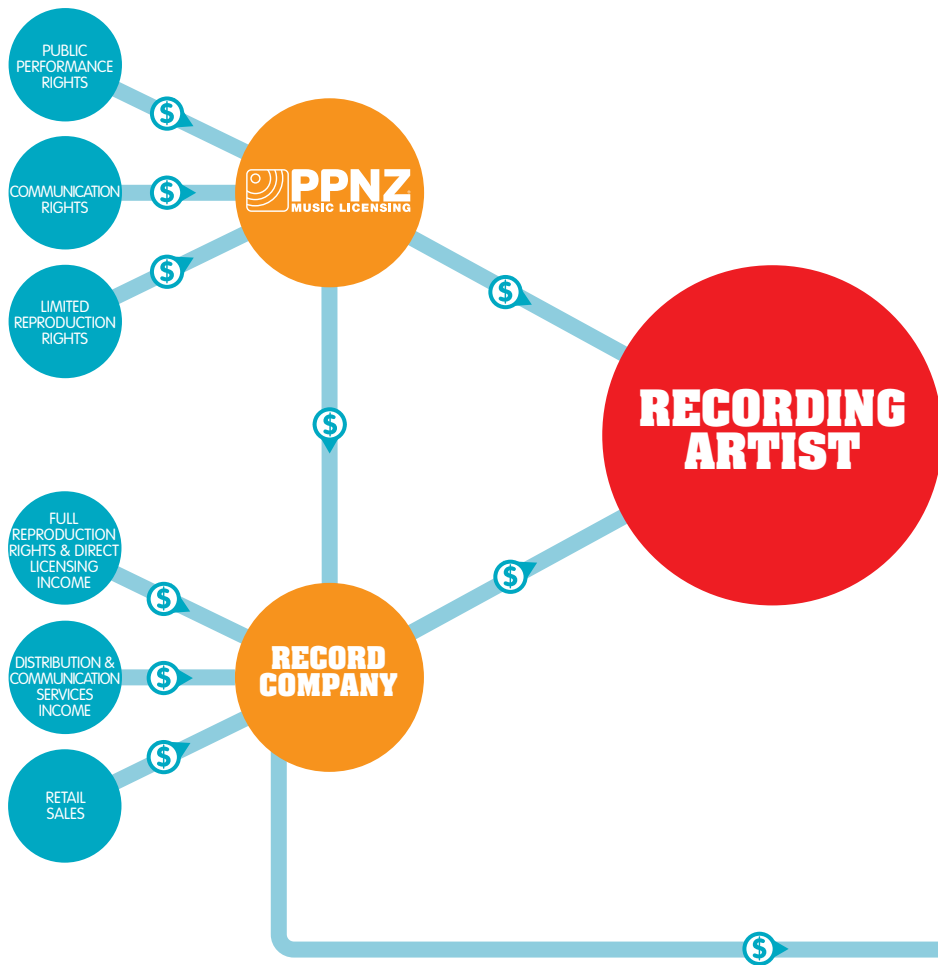 PUBLIC
PERFORMANCE
RIGHTS
$
COMMUNICATION
RIGHTS
$
PPNZ
MUSIC LICENSING
LIMITED
REPRODUCTION
RIGHTS
$
$
RECORDING
ARTIST
$
FULL
REPRODUCTION
RIGHTS & DIRECT
LICENSING
INCOME
$
$
DISTRIBUTION &
COMMUNICATION
SERVICES
INCOME
$
RECORD
COMPANY
RETAIL
SALES
$
$